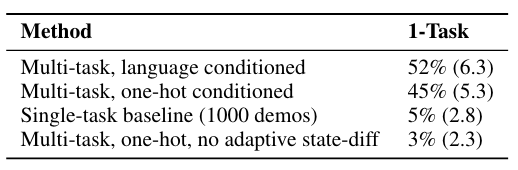 Method 1-Task
Multi-task, language conditioned 52% (6.3)
Multi-task, one-hot conditioned 45% (5.3)
Single-task baseline (1000 demos) 5% (2.8)
Multi-task, one-hot, no adaptive state-diff 3% (2.3)